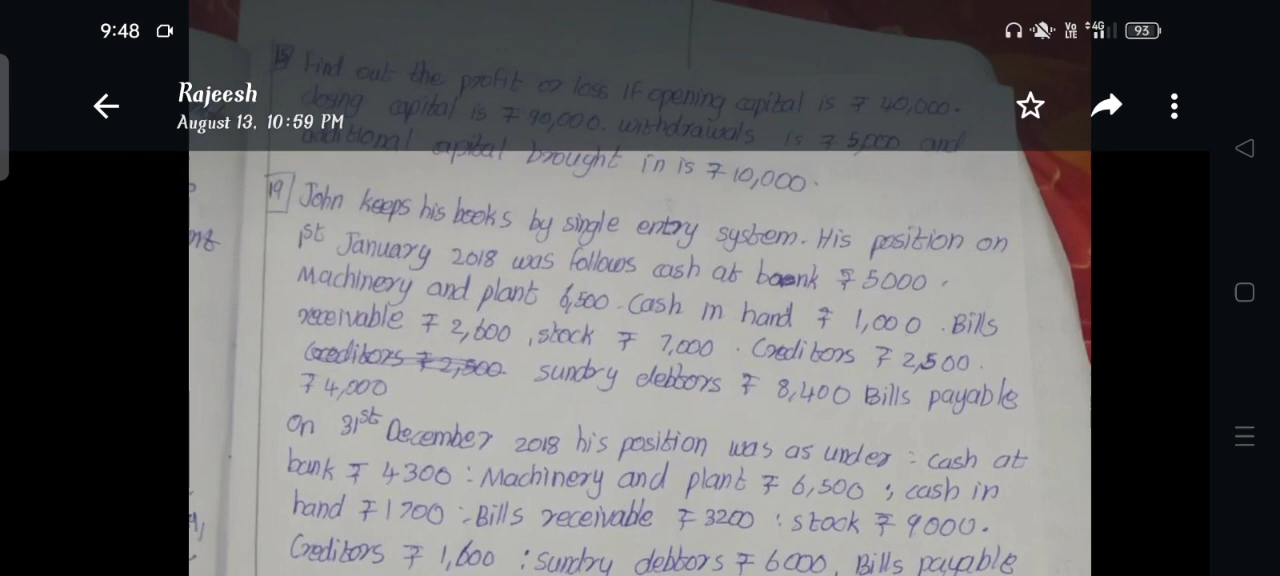 9:48
Vo LTE 4G 93
Rajeesh
August 13, 10:59 PM
Find out the profit or loss if opening capital is ₹ 40,000.
closing capital is ₹ 90,000. withdrawals is ₹ 5,000 and
additional capital brought in is ₹ 10,000.
19 John keeps his books by single entry system. His position on
1st January 2018 was follows cash at bank ₹ 5000.
Machinery and plant 6,500. Cash in hand ₹ 1,000. Bills
receivable ₹ 2,600, stock ₹ 7,000. Creditors ₹ 2,500.
Creditors ₹ 2,500. sundry debtors ₹ 8,400 Bills payable
₹ 4,000
On 31st December 2018 his position was as under : cash at
bank ₹ 4300 : Machinery and plant ₹ 6,500 ; cash in
hand ₹ 1700 : Bills receivable ₹ 3200 : stock ₹ 9000.
Creditors ₹ 1,600 : sundry debtors ₹ 6000, Bills payable